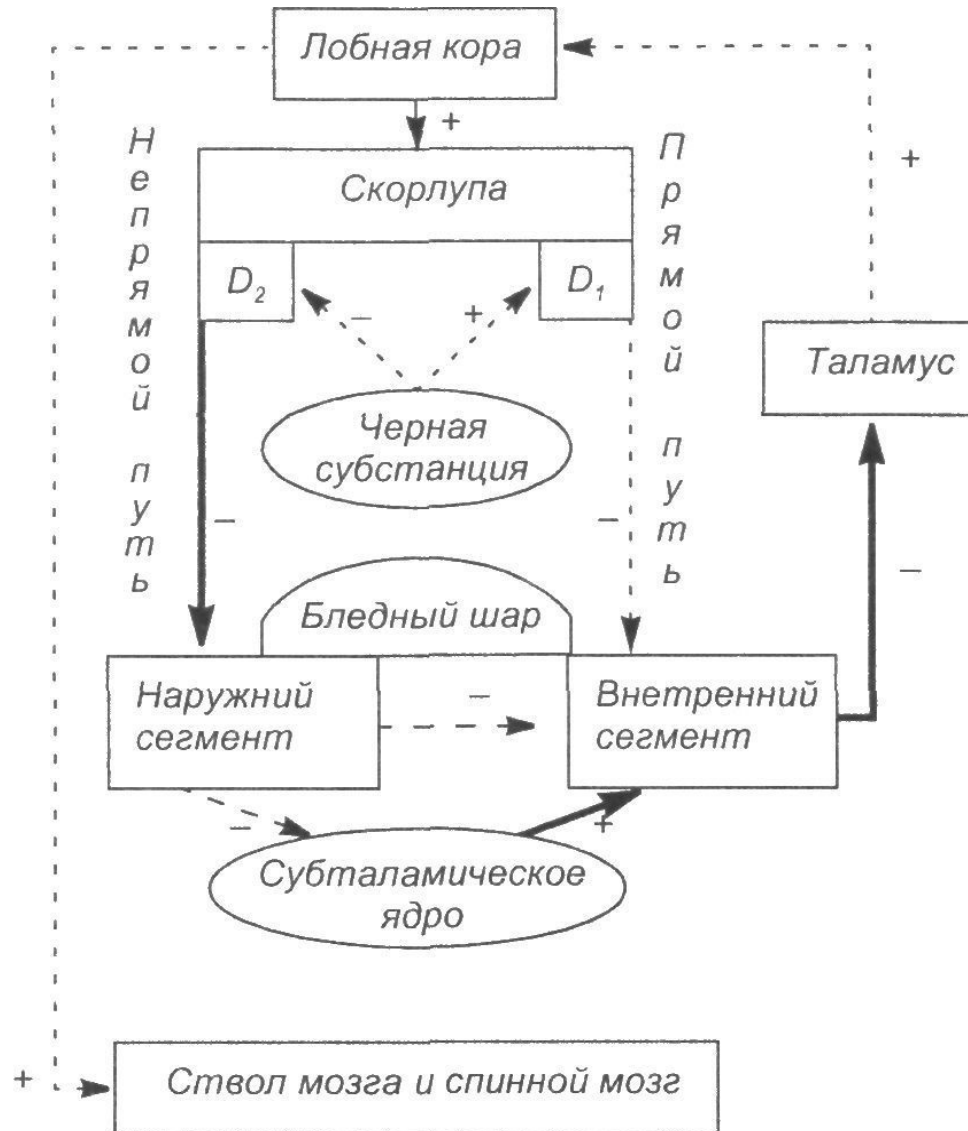 Лобная кора
+
Непрямой путь
Прямой путь
+
Скорлупа
D₂
D₁
–
+
Таламус
Черная
субстанция
–
–
–
Бледный шар
Наружний
сегмент
–
Внетренний
сегмент
–
+
Субталамическое
ядро
+
Ствол мозга и спинной мозг